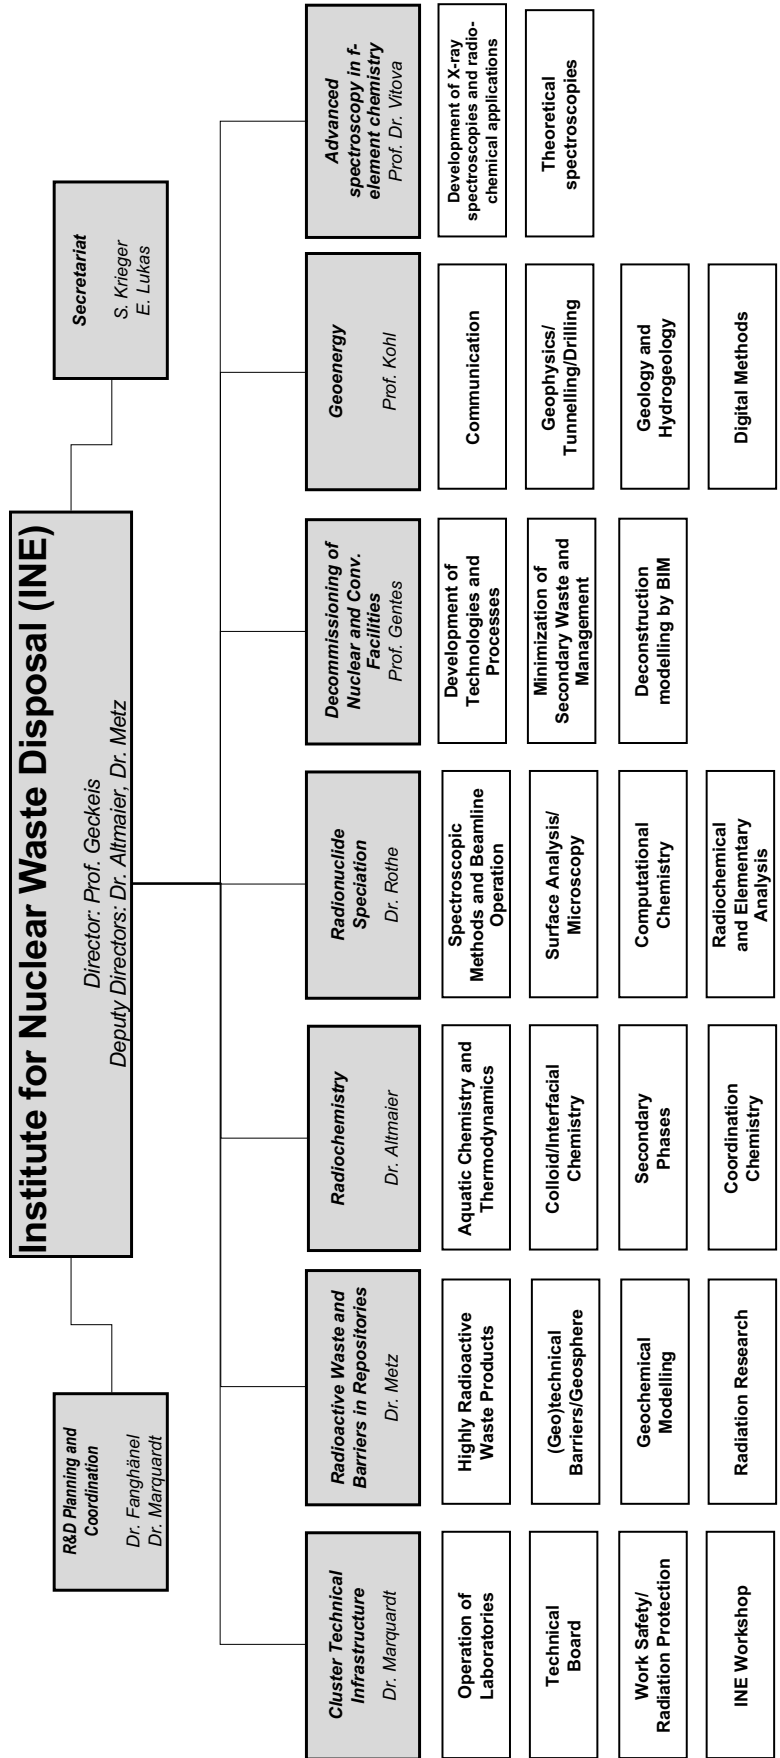 Institute for Nuclear Waste Disposal (INE)
Director: Prof. Geckeis
Deputy Directors: Dr. Altmaier, Dr. Metz
R&D Planning and
Coordination
Dr. Fanghänel
Dr. Marquardt
Secretariat
S. Krieger
E. Lukas
Cluster Technical
Infrastructure
Dr. Marquardt
Operation of
Laboratories
Technical
Board
Work Safety/
Radiation Protection
INE Workshop
Radioactive Waste and
Barriers in Repositories
Dr. Metz
Highly Radioactive
Waste Products
(Geo)technical
Barriers/Geosphere
Geochemical
Modelling
Radiation Research
Radiochemistry
Dr. Altmaier
Aquatic Chemistry and
Thermodynamics
Colloid/Interfacial
Chemistry
Secondary
Phases
Coordination
Chemistry
Radionuclide
Speciation
Dr. Rothe
Spectroscopic
Methods and Beamline
Operation
Surface Analysis/
Microscopy
Computational
Chemistry
Radiochemical
and Elementary
Analysis
Decommissioning of
Nuclear and Conv.
Facilities
Prof. Gentes
Development of
Technologies and
Processes
Minimization of
Secondary Waste and
Management
Deconstruction
modelling by BIM
Geoenergy
Prof. Kohl
Communication
Geophysics/
Tunnelling/Drilling
Geology and
Hydrogeology
Digital Methods
Advanced
spectroscopy in f-
element chemistry
Prof. Dr. Vitova
Development of X-ray
spectroscopies and radio-
chemical applications
Theoretical
spectroscopies